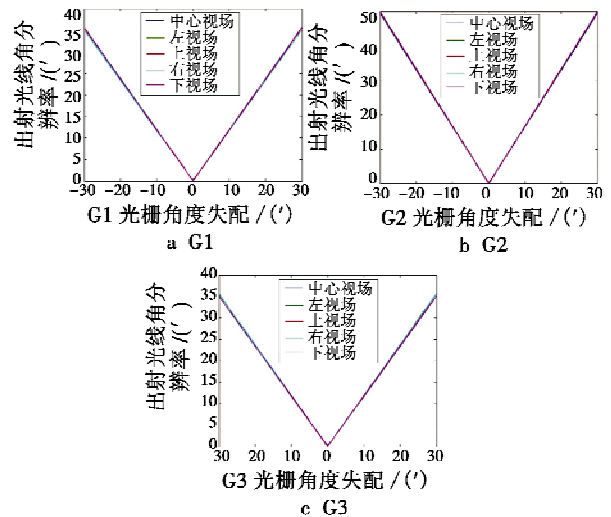 出射光线角分
辨率/(′)
40
35
30
25
20
15
10
5
0
中心视场
左视场
上视场
右视场
下视场
−30 −20 −10 0 10 20 30
G1 光栅角度失配/(′)
a G1
出射光线角分
辨率/(′)
50
40
30
20
10
0
中心视场
左视场
上视场
右视场
下视场
−30 −20 −10 0 10 20 30
G2 光栅角度失配/(′)
b G2
出射光线角分
辨率/(′)
40
35
30
25
20
15
10
5
0
中心视场
左视场
上视场
右视场
下视场
30 20 10 0 10 20 30
G3 光栅角度失配/(′)
c G3